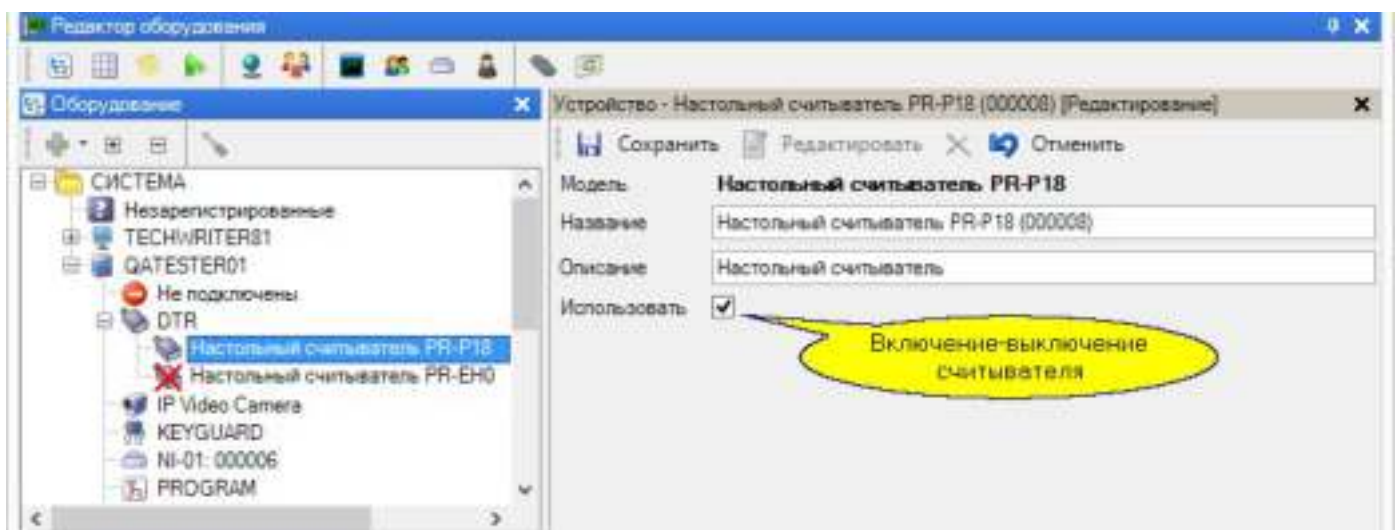 Редактор оборудования
Оборудование
СИСТЕМА
Незарегистрированные
TECHWRITER81
QATESTER01
Не подключены
DTR
Настольный считыватель PR-P18
Настольный считыватель PR-EH0
IP Video Camera
KEYGUARD
NI-01: 000006
PROGRAM
Устройство - Настольный считыватель PR-P18 (000008) [Редактирование]
Сохранить Редактировать Отменить
Модель Настольный считыватель PR-P18
Название Настольный считыватель PR-P18 (000008)
Описание Настольный считыватель
Использовать
Включение-выключение
считывателя